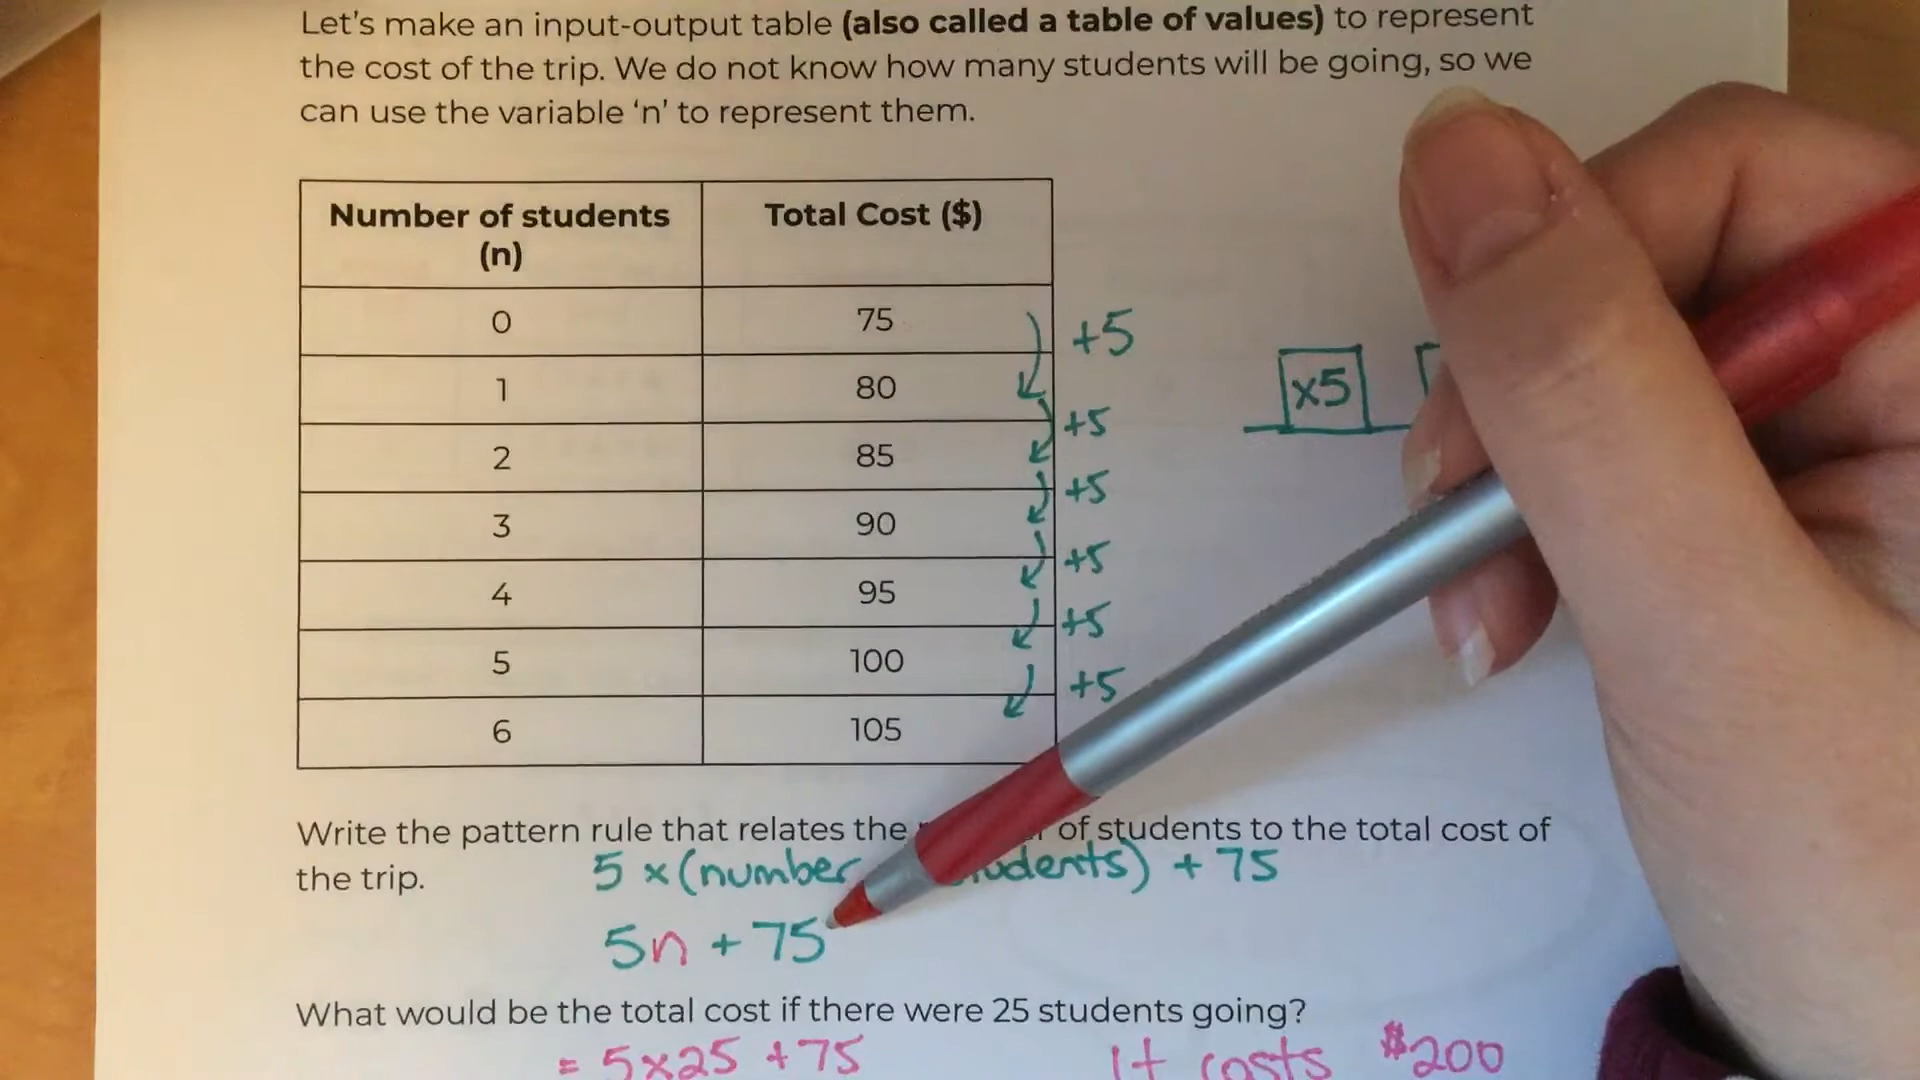 Let's make an input-output table (also called a table of values) to represent
the cost of the trip. We do not know how many students will be going, so we
can use the variable 'n' to represent them.
Number of students
(n)
Total Cost ($)
0 75
+5
1 80
x5
+5
2 85
+5
3 90
+5
4 95
+5
5 100
+5
6 105
Write the pattern rule that relates the of students to the total cost of
the trip.
5 x (number students) + 75
5n + 75
What would be the total cost if there were 25 students going?
= 5x25 + 75
It costs $200